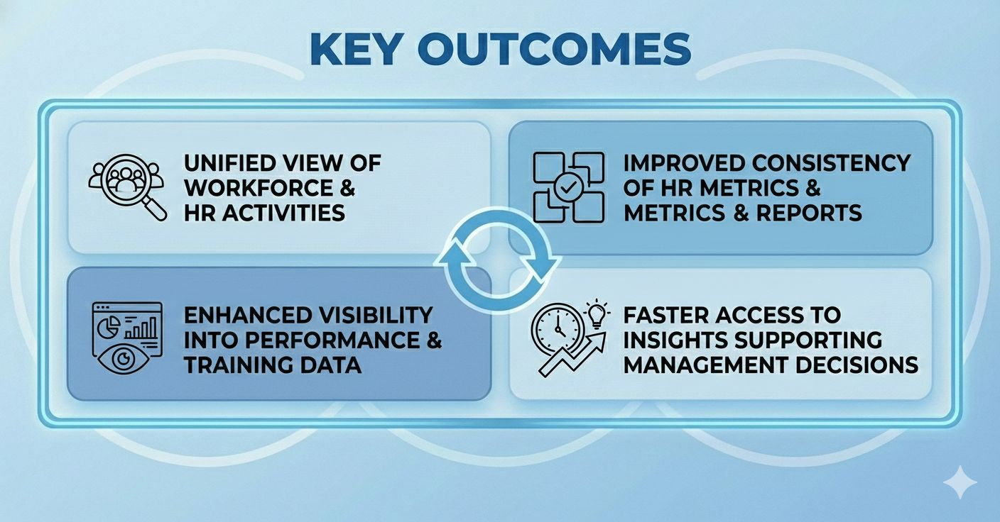 KEY OUTCOMES
UNIFIED VIEW OF
WORKFORCE &
HR ACTIVITIES
IMPROVED CONSISTENCY
OF HR METRICS &
METRICS & REPORTS
ENHANCED VISIBILITY
INTO PERFORMANCE &
TRAINING DATA
FASTER ACCESS TO
INSIGHTS SUPPORTING
MANAGEMENT DECISIONS